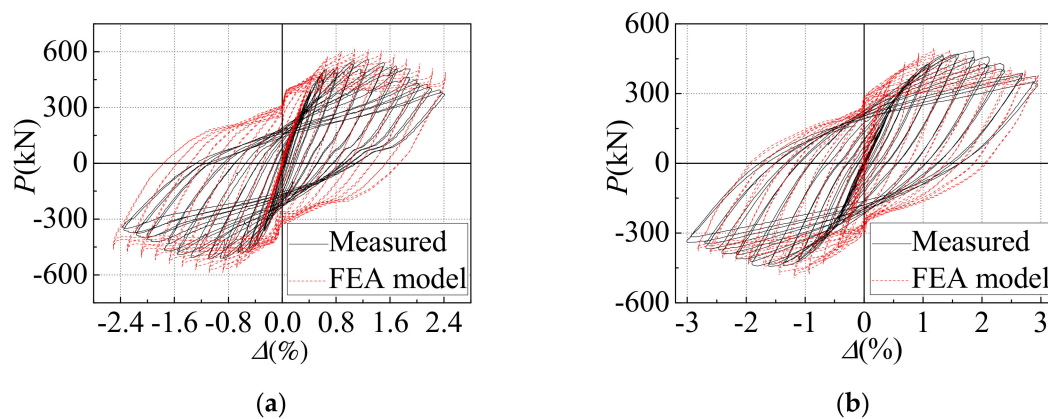 600
300
0
-300
-600
P(kN)
-2.4 -1.6 -0.8 0.0 0.8 1.6 2.4
Δ(%)
Measured
FEA model
(a)
600
300
0
-300
-600
P(kN)
-3 -2 -1 0 1 2 3
Δ(%)
Measured
FEA model
(b)